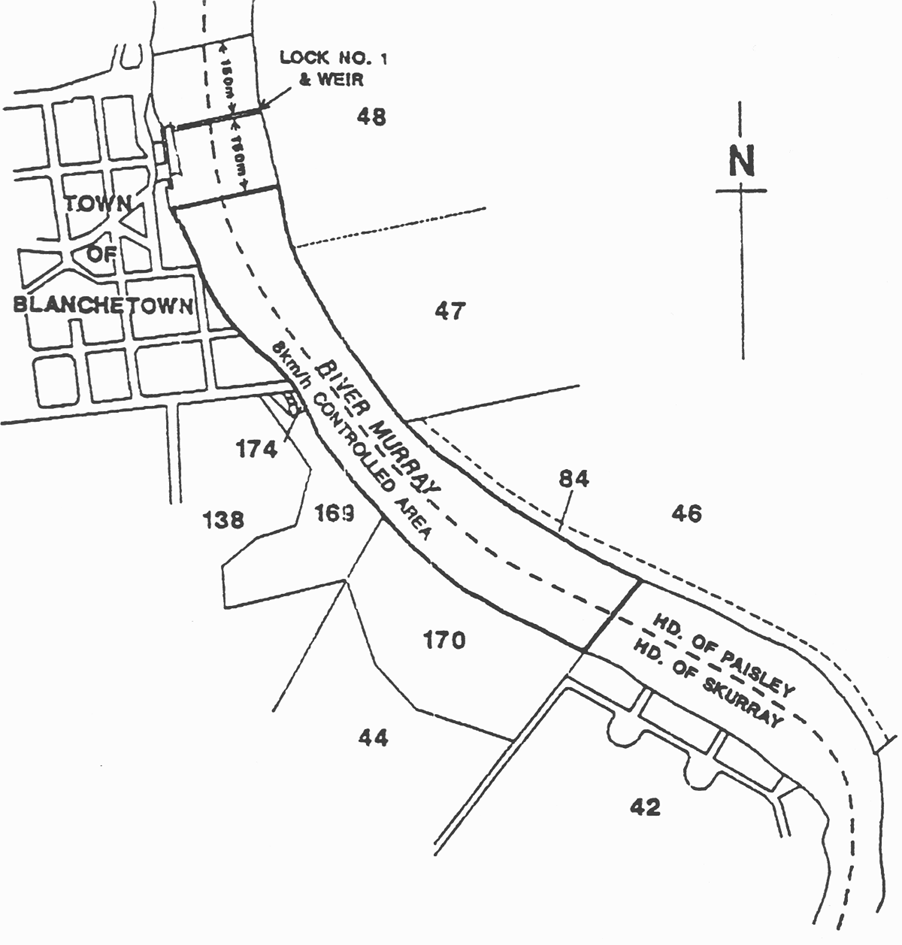 LOCK NO. 1
& WEIR
150m
48
150m
N
TOWN
OF
BLANCHETOWN
47
RIVER MURRAY
8km/h CONTROLLED AREA
174
84
138
169
46
170
HD. OF PAISLEY
HD. OF SKURRAY
44
42